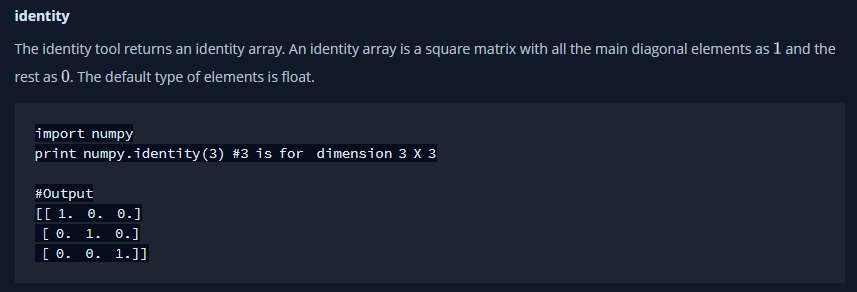 identity
The identity tool returns an identity array. An identity array is a square matrix with all the main diagonal elements as 1 and the
rest as 0. The default type of elements is float.
import numpy
print numpy.identity(3) #3 is for  dimension 3 X 3
#Output
[[ 1.  0.  0.]
 [ 0.  1.  0.]
 [ 0.  0.  1.]]